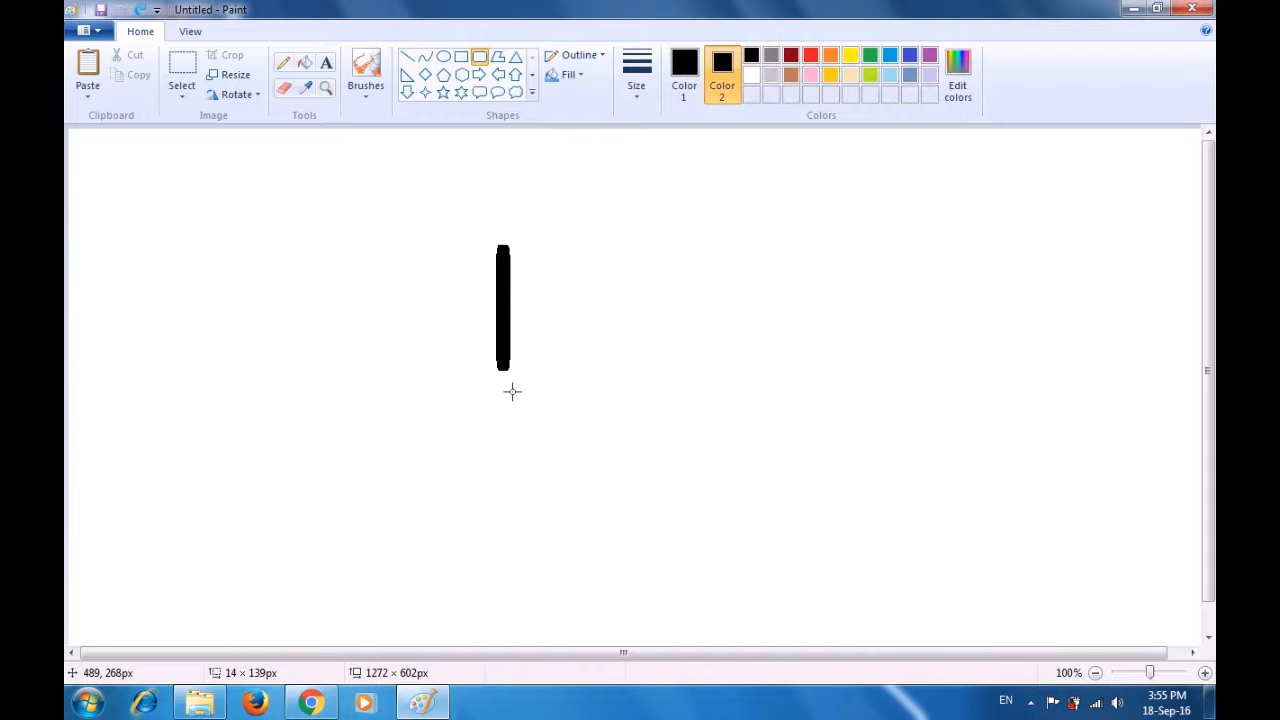 Untitled - Paint
Home
View
Paste
Cut
Copy
Clipboard
Select
Crop
Resize
Rotate
Image
A
Tools
Brushes
Shapes
Outline
Fill
Size
Color
1
Color
2
Edit
colors
Colors
489, 268px
14 × 139px
1272 × 602px
100%
EN
3:55 PM
18-Sep-16